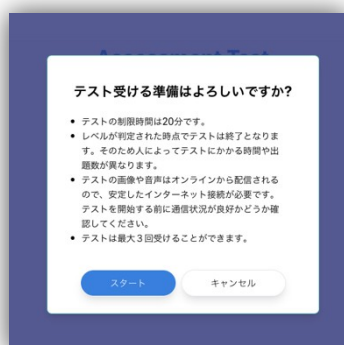 Assessment Test
テスト受ける準備はよろしいですか?
• テストの制限時間は20分です。
• レベルが判定された時点でテストは終了となりま
す。そのため人によってテストにかかる時間や出
題数が異なります。
• テストの画像や音声はオンラインから配信される
ので、安定したインターネット接続が必要です。
テストを開始する前に通信状況が良好かどうか確
認してください。
• テストは最大３回受けることができます。
スタート
キャンセル